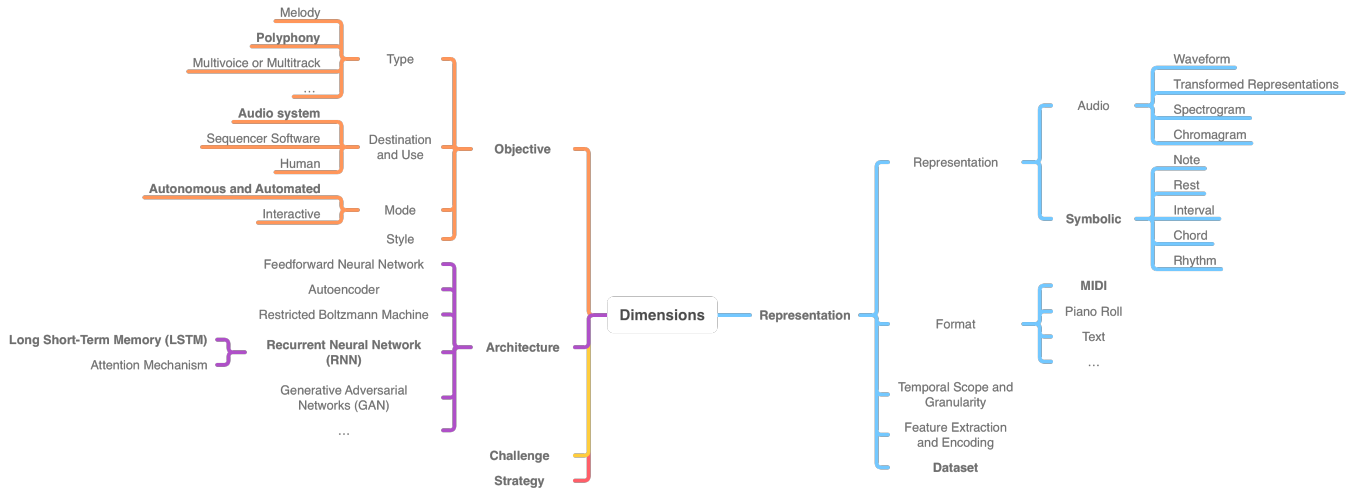 Melody
Polyphony
Multivoice or Multitrack
...
Type
Audio system
Sequencer Software
Human
Destination
and Use
Autonomous and Automated
Interactive
Mode
Style
Objective
Feedforward Neural Network
Autoencoder
Restricted Boltzmann Machine
Long Short-Term Memory (LSTM)
Attention Mechanism
Recurrent Neural Network
(RNN)
Generative Adversarial
Networks (GAN)
...
Architecture
Challenge
Strategy
Dimensions
Representation
Representation
Audio
Waveform
Transformed Representations
Spectrogram
Chromagram
Symbolic
Note
Rest
Interval
Chord
Rhythm
Format
MIDI
Piano Roll
Text
...
Temporal Scope and
Granularity
Feature Extraction
and Encoding
Dataset